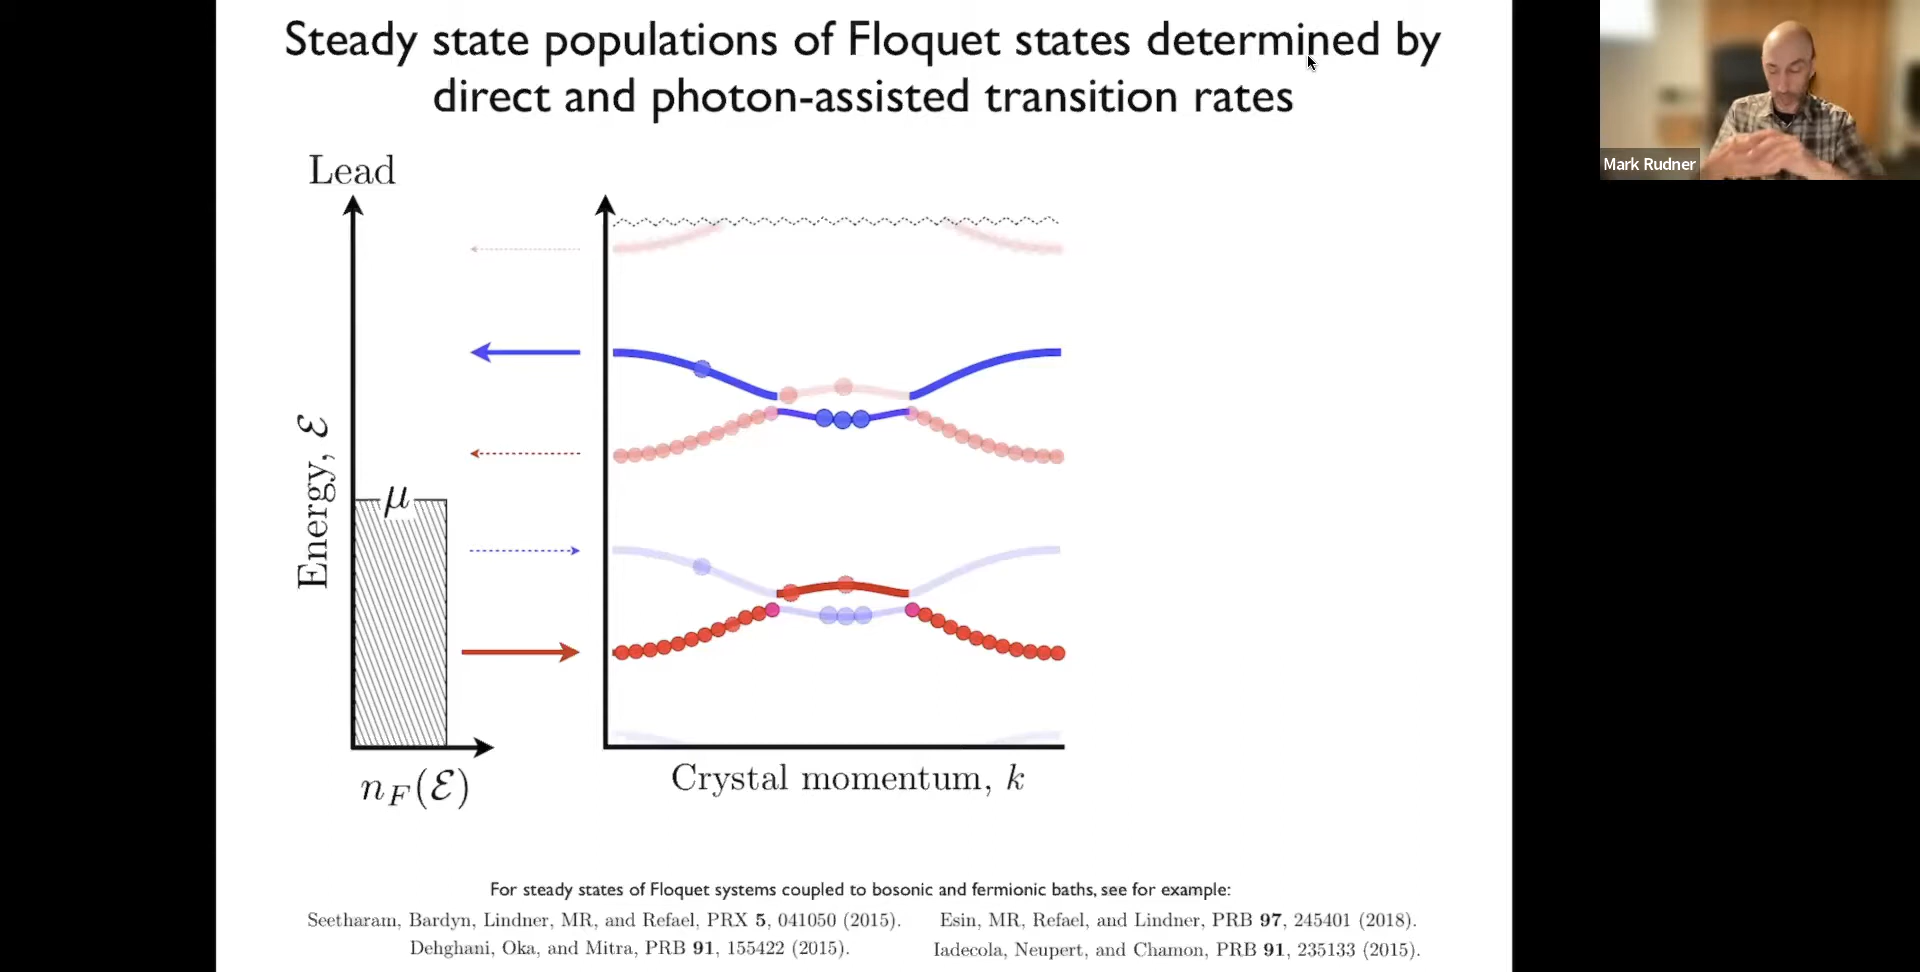 Steady state populations of Floquet states determined by
direct and photon-assisted transition rates
Mark Rudner
Lead
Energy, ℰ
μ
n_F(ℰ)
Crystal momentum, k
For steady states of Floquet systems coupled to bosonic and fermionic baths, see for example:
Seetharam, Bardyn, Lindner, MR, and Refael, PRX 5, 041050 (2015).
Esin, MR, Refael, and Lindner, PRB 97, 245401 (2018).
Dehghani, Oka, and Mitra, PRB 91, 155422 (2015).
Iadecola, Neupert, and Chamon, PRB 91, 235133 (2015).